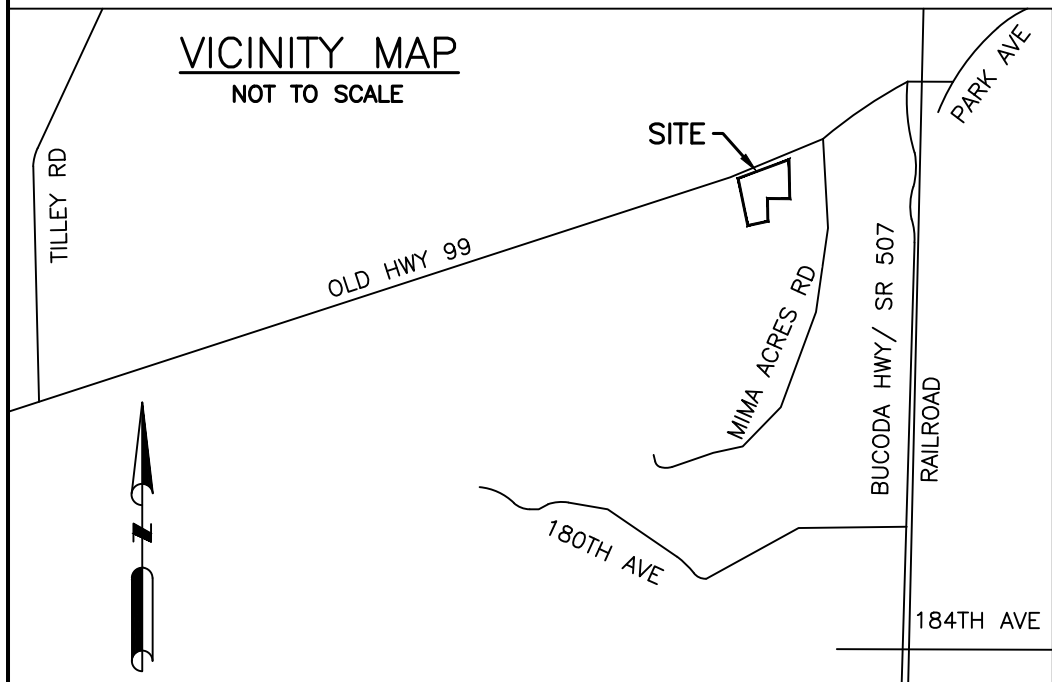 VICINITY MAP
NOT TO SCALE
PARK AVE
SITE
TILLEY RD
OLD HWY 99
MIMA ACRES RD
BUCODA HWY/ SR 507
RAILROAD
N
180TH AVE
184TH AVE